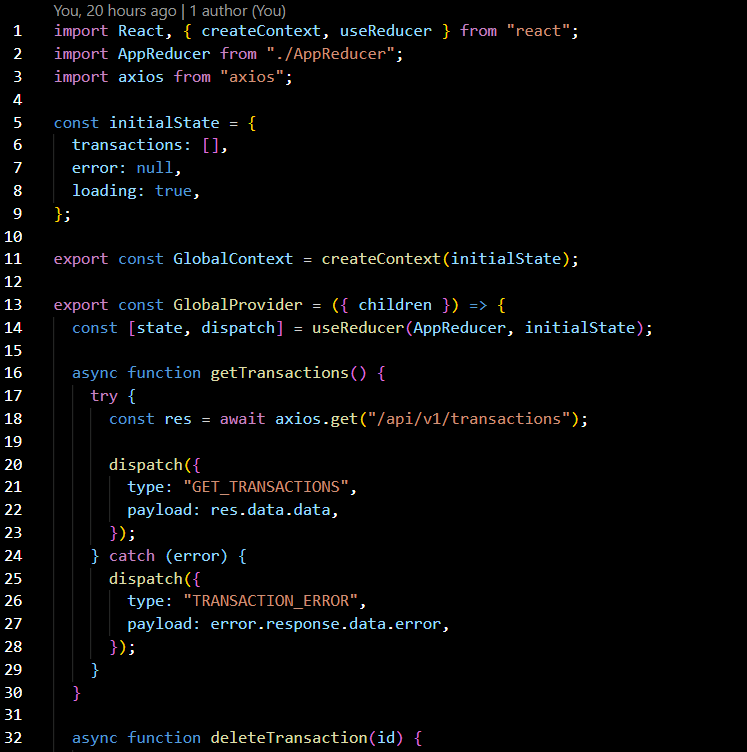 You, 20 hours ago | 1 author (You)
1 import React, { createContext, useReducer } from "react";
2 import AppReducer from "./AppReducer";
3 import axios from "axios";
4
5 const initialState = {
6   transactions: [],
7   error: null,
8   loading: true,
9 };
10
11 export const GlobalContext = createContext(initialState);
12
13 export const GlobalProvider = ({ children }) => {
14   const [state, dispatch] = useReducer(AppReducer, initialState);
15
16   async function getTransactions() {
17     try {
18       const res = await axios.get("/api/v1/transactions");
19
20       dispatch({
21         type: "GET_TRANSACTIONS",
22         payload: res.data.data,
23       });
24     } catch (error) {
25       dispatch({
26         type: "TRANSACTION_ERROR",
27         payload: error.response.data.error,
28       });
29     }
30   }
31
32   async function deleteTransaction(id) {